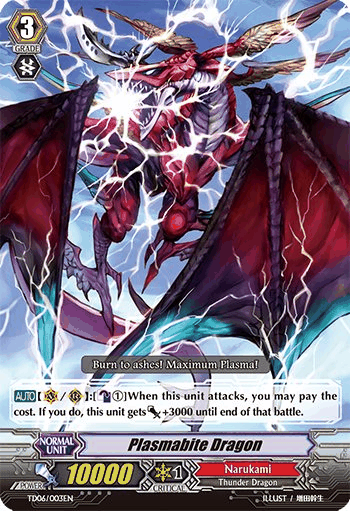 3
GRADE
Burn to ashes! Maximum Plasma!
AUTO [ / ]:[ ①]When this unit attacks, you may pay the
cost. If you do, this unit gets +3000 until end of that battle.
NORMAL
UNIT
Plasmabite Dragon
POWER
10000
1
CRITICAL
Narukami
Thunder Dragon
TD06/003EN
ILLUST / 増田幹生